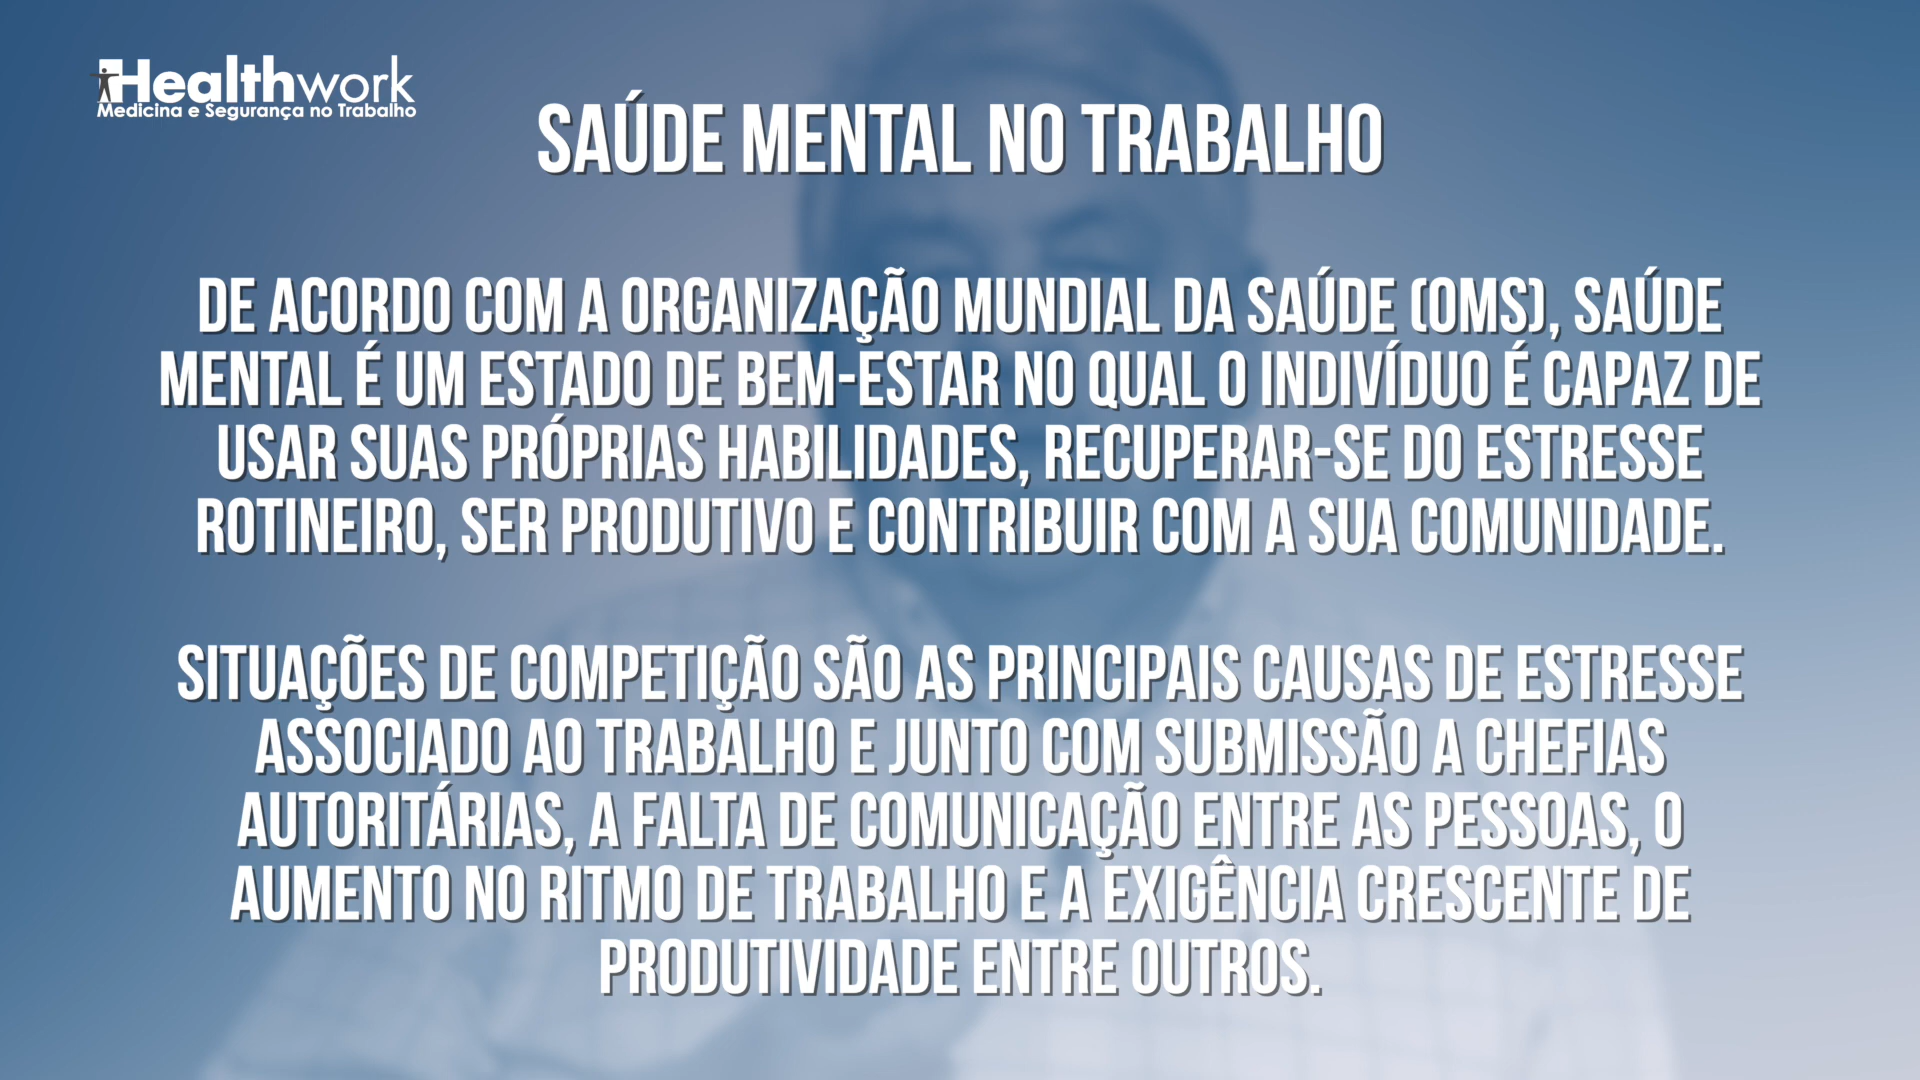 Healthwork
Medicina e Segurança no Trabalho
SAÚDE MENTAL NO TRABALHO
DE ACORDO COM A ORGANIZAÇÃO MUNDIAL DA SAÚDE (OMS), SAÚDE
MENTAL É UM ESTADO DE BEM-ESTAR NO QUAL O INDIVÍDUO É CAPAZ DE
USAR SUAS PRÓPRIAS HABILIDADES, RECUPERAR-SE DO ESTRESSE
ROTINEIRO, SER PRODUTIVO E CONTRIBUIR COM A SUA COMUNIDADE.
SITUAÇÕES DE COMPETIÇÃO SÃO AS PRINCIPAIS CAUSAS DE ESTRESSE
ASSOCIADO AO TRABALHO E JUNTO COM SUBMISSÃO A CHEFIAS
AUTORITÁRIAS, A FALTA DE COMUNICAÇÃO ENTRE AS PESSOAS, O
AUMENTO NO RITMO DE TRABALHO E A EXIGÊNCIA CRESCENTE DE
PRODUTIVIDADE ENTRE OUTROS.